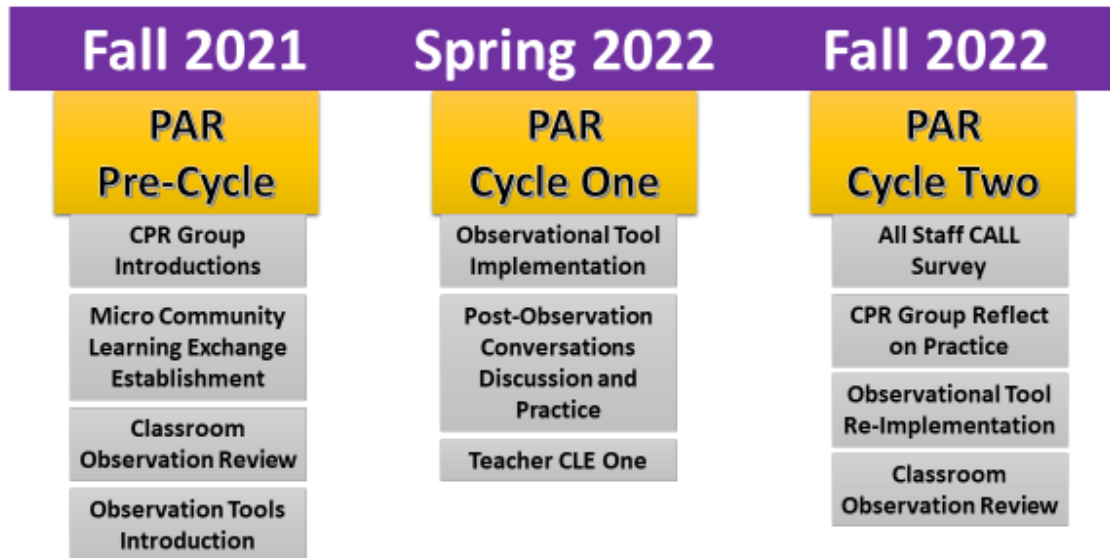 Fall 2021
Spring 2022
Fall 2022
PAR
Pre-Cycle
CPR Group
Introductions
Micro Community
Learning Exchange
Establishment
Classroom
Observation Review
Observation Tools
Introduction
PAR
Cycle One
Observational Tool
Implementation
Post-Observation
Conversations
Discussion and
Practice
Teacher CLE One
PAR
Cycle Two
All Staff CALL
Survey
CPR Group Reflect
on Practice
Observational Tool
Re-Implementation
Classroom
Observation Review